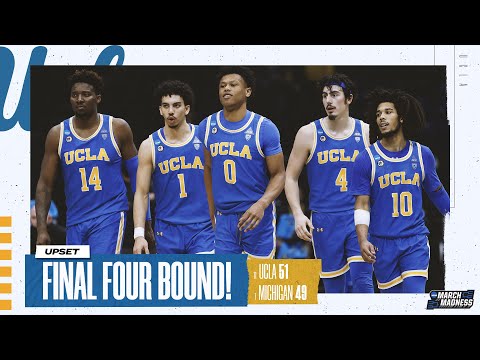 UCLA
14
UCLA
1
UCLA
0
UCLA
4
UCLA
10
UPSET
FINAL FOUR BOUND!
UCLA 51
1 MICHIGAN 49
MARCH
MADNESS